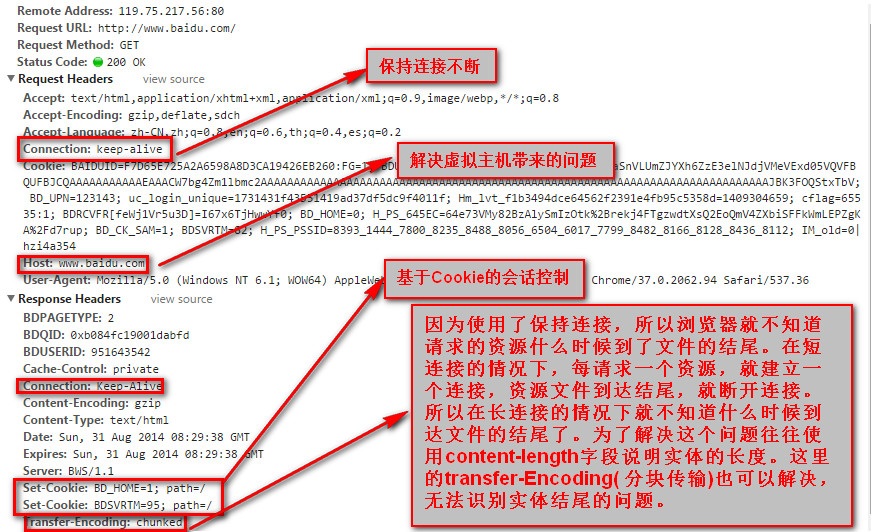 Remote Address: 119.75.217.56:80
Request URL: http://www.baidu.com/
Request Method: GET
Status Code: 200 OK
保持连接不断
Request Headers view source
Accept: text/html,application/xhtml+xml,application/xml;q=0.9,image/webp,*/*;q=0.8
Accept-Encoding: gzip,deflate,sdch
Accept-Language: zh-CN,zh;q=0.8,en;q=0.6,th;q=0.4,es;q=0.2
Connection: keep-alive
解决虚拟主机带来的问题
Cookie: BAIDUID=F7D65E725A2A6598A8D3CA19426EB260:FG=1;
DBD_UPN=123143; uc_login_unique=1731431f43551419ad37df5dc9f4011f; Hm_lvt_f1b3494dce64562f2391e4fb95c5358d=1409304659; cflag=655
35:1; BDRCVFR[feWj1Vr5u3D]=I67x6TjHwwYf0; BD_HOME=0; H_PS_645EC=64e73VMy82BzAlySmIzOtk%2Brekj4FTgzwdtXsQ2EoQmV4ZXbiSFFkWmLEPZgK
A%2Fd7rup; BD_CK_SAM=1; BDSVRTM=82; H_PS_PSSID=8393_1444_7800_8235_8488_8056_6504_6017_7799_8482_8166_8128_8436_8112; IM_old=0|
hzi4a354
Host: www.baidu.com
User-Agent: Mozilla/5.0 (Windows NT 6.1; WOW64) Chrome/37.0.2062.94 Safari/537.36
基于Cookie的会话控制
Response Headers view source
BDPAGETYPE: 2
BDQID: 0xb084fc19001dabfd
BDUSERID: 951643542
Cache-Control: private
Connection: Keep-Alive
Content-Encoding: gzip
Content-Type: text/html
Date: Sun, 31 Aug 2014 08:29:38 GMT
Expires: Sun, 31 Aug 2014 08:29:38 GMT
Server: BWS/1.1
Set-Cookie: BD_HOME=1; path=/
Set-Cookie: BDSVRTM=95; path=/
Transfer-Encoding: chunked
因为使用了保持连接，所以浏览器就不知道
请求的资源什么时候到了文件的结尾。在短
连接的情况下，每请求一个资源，就建立一
个连接，资源文件到达结尾，就断开连接。
所以在长连接的情况下就不知道什么时候到
达文件的结尾了。为了解决这个问题往往使
用content-length字段说明实体的长度。这里
的transfer-Encoding(分块传输)也可以解决，
无法识别实体结尾的问题。